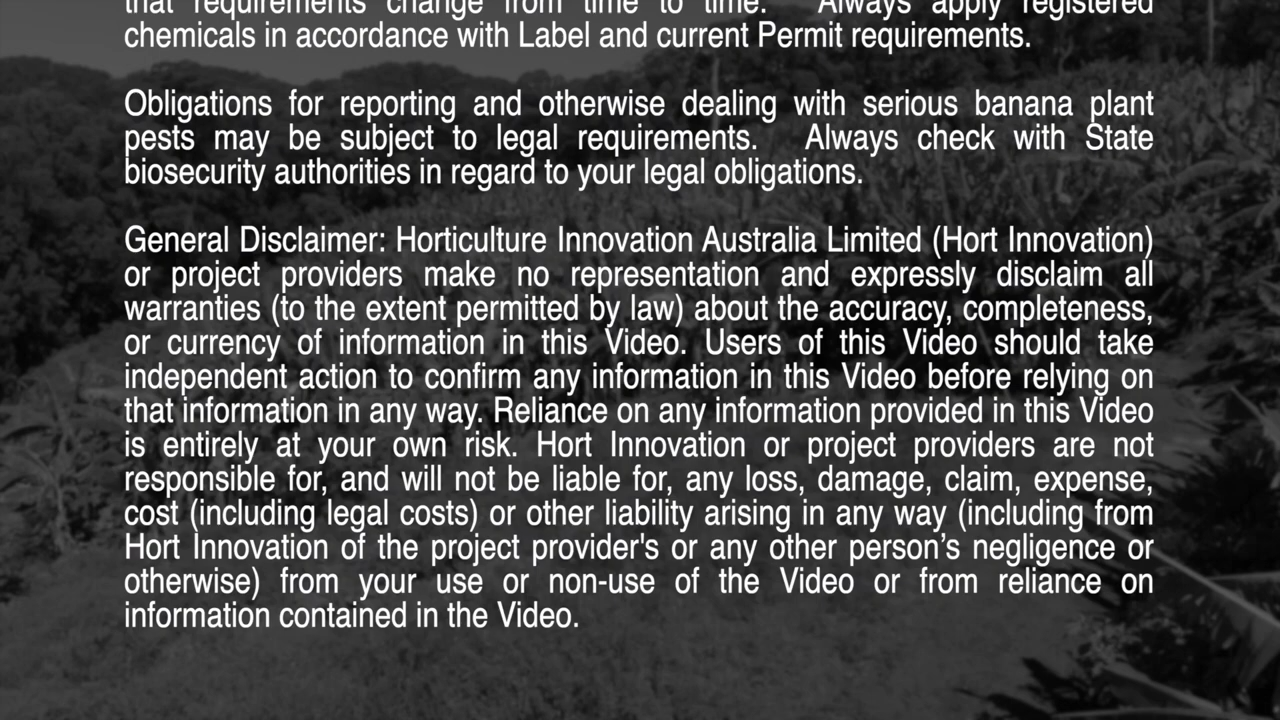 that requirements change from time to time. Always apply registered
chemicals in accordance with Label and current Permit requirements.
Obligations for reporting and otherwise dealing with serious banana plant
pests may be subject to legal requirements. Always check with State
biosecurity authorities in regard to your legal obligations.
General Disclaimer: Horticulture Innovation Australia Limited (Hort Innovation)
or project providers make no representation and expressly disclaim all
warranties (to the extent permitted by law) about the accuracy, completeness,
or currency of information in this Video. Users of this Video should take
independent action to confirm any information in this Video before relying on
that information in any way. Reliance on any information provided in this Video
is entirely at your own risk. Hort Innovation or project providers are not
responsible for, and will not be liable for, any loss, damage, claim, expense,
cost (including legal costs) or other liability arising in any way (including from
Hort Innovation of the project provider's or any other person’s negligence or
otherwise) from your use or non-use of the Video or from reliance on
information contained in the Video.